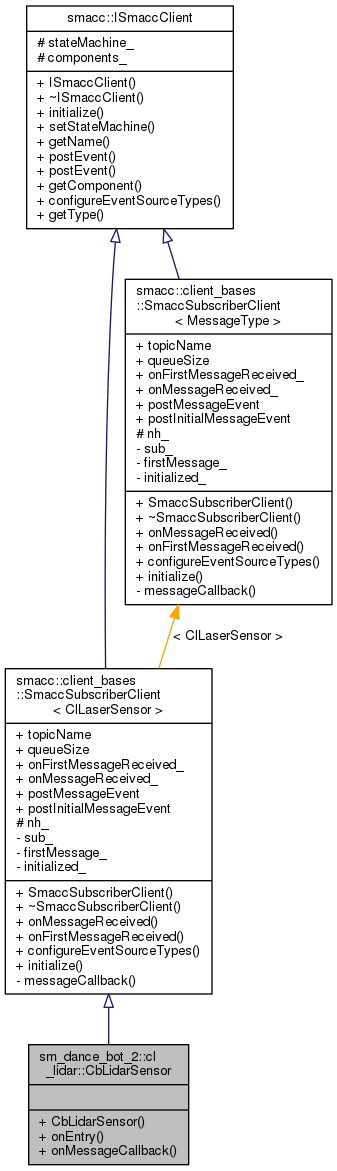 smacc::ISmaccClient
# stateMachine_
# components_
+ ISmaccClient()
+ ~ISmaccClient()
+ initialize()
+ setStateMachine()
+ getName()
+ postEvent()
+ postEvent()
+ getComponent()
+ configureEventSourceTypes()
+ getType()
smacc::client_bases
::SmaccSubscriberClient
< MessageType >
+ topicName
+ queueSize
+ onFirstMessageReceived_
+ onMessageReceived_
+ postMessageEvent
+ postInitialMessageEvent
# nh_
- sub_
- firstMessage_
- initialized_
+ SmaccSubscriberClient()
+ ~SmaccSubscriberClient()
+ onMessageReceived()
+ onFirstMessageReceived()
+ configureEventSourceTypes()
+ initialize()
- messageCallback()
< ClLaserSensor >
smacc::client_bases
::SmaccSubscriberClient
< ClLaserSensor >
+ topicName
+ queueSize
+ onFirstMessageReceived_
+ onMessageReceived_
+ postMessageEvent
+ postInitialMessageEvent
# nh_
- sub_
- firstMessage_
- initialized_
+ SmaccSubscriberClient()
+ ~SmaccSubscriberClient()
+ onMessageReceived()
+ onFirstMessageReceived()
+ configureEventSourceTypes()
+ initialize()
- messageCallback()
sm_dance_bot_2::cl
_lidar::CbLidarSensor
+ CbLidarSensor()
+ onEntry()
+ onMessageCallback()